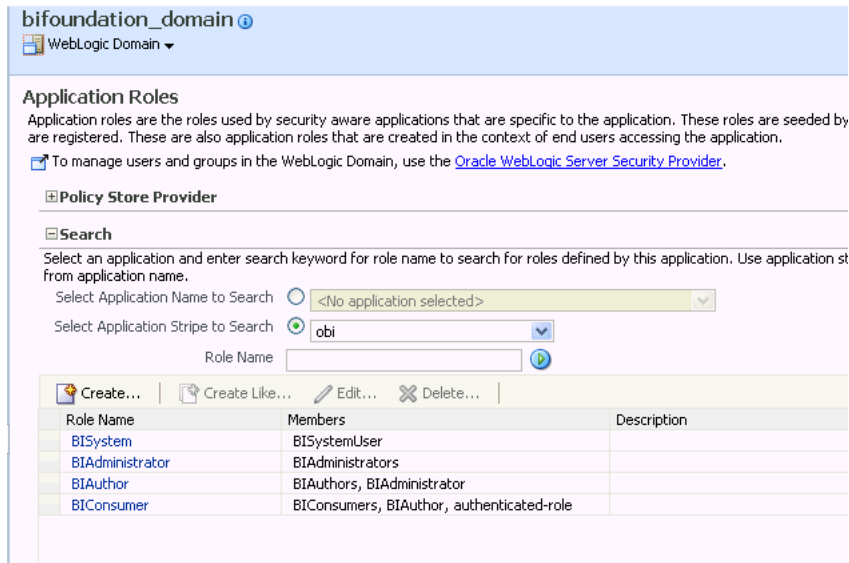 bifoundation_domain
WebLogic Domain
Application Roles
Application roles are the roles used by security aware applications that are specific to the application. These roles are seeded by
are registered. These are also application roles that are created in the context of end users accessing the application.
To manage users and groups in the WebLogic Domain, use the Oracle WebLogic Server Security Provider.
Policy Store Provider
Search
Select an application and enter search keyword for role name to search for roles defined by this application. Use application st
from application name.
Select Application Name to Search <No application selected>
Select Application Stripe to Search obi
Role Name
Create... Create Like... Edit... Delete...
Role Name Members Description
BISystem BISystemUser
BIAdministrator BIAdministrators
BIAuthor BIAuthors, BIAdministrator
BIConsumer BIConsumers, BIAuthor, authenticated-role